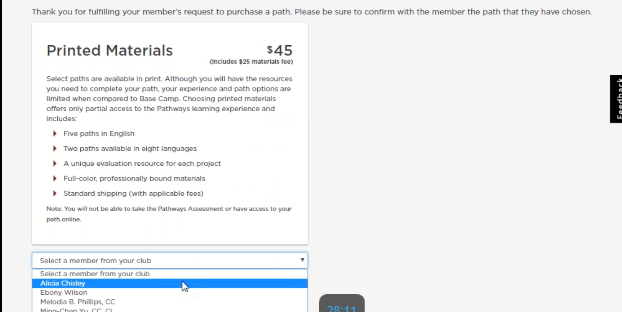 Thank you for fulfilling your member's request to purchase a path. Please be sure to confirm with the member the path that they have chosen.
Printed Materials $45
(Includes $25 materials fee)
Select paths are available in print. Although you will have the resources
you need to complete your path, your experience and path options are
limited when compared to Base Camp. Choosing printed materials
offers only partial access to the Pathways learning experience and
includes:
Five paths in English
Two paths available in eight languages
A unique evaluation resource for each project
Full-color, professionally bound materials
Standard shipping (with applicable fees)
Note: You will not be able to take the Pathways Assessment or have access to your
path online.
Select a member from your club
Select a member from your club
Alicia Chisley
Ebony Wilson
Melodia B. Phillips, CC
Ming-Chen Yu, CC, CL
28:11
Feedback